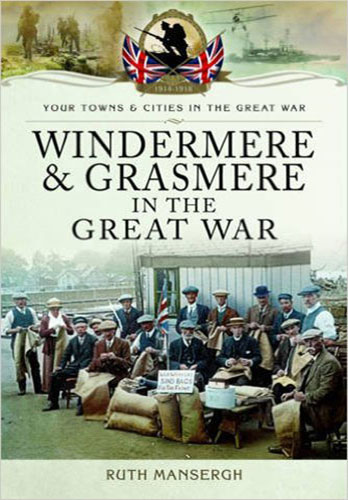 1914-1918
YOUR TOWNS & CITIES IN THE GREAT WAR
WINDERMERE
& GRASMERE
IN THE
GREAT WAR
SAND BAGS
RUTH MANSERGH